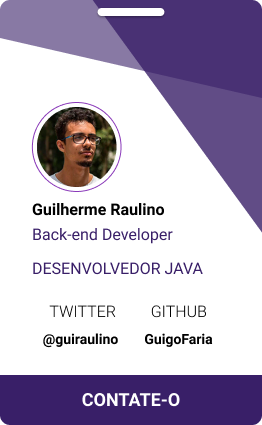 Guilherme Raulino
Back-end Developer
DESENVOLVEDOR JAVA
TWITTER GITHUB
@guiraulino GuigoFaria
CONTATE-O